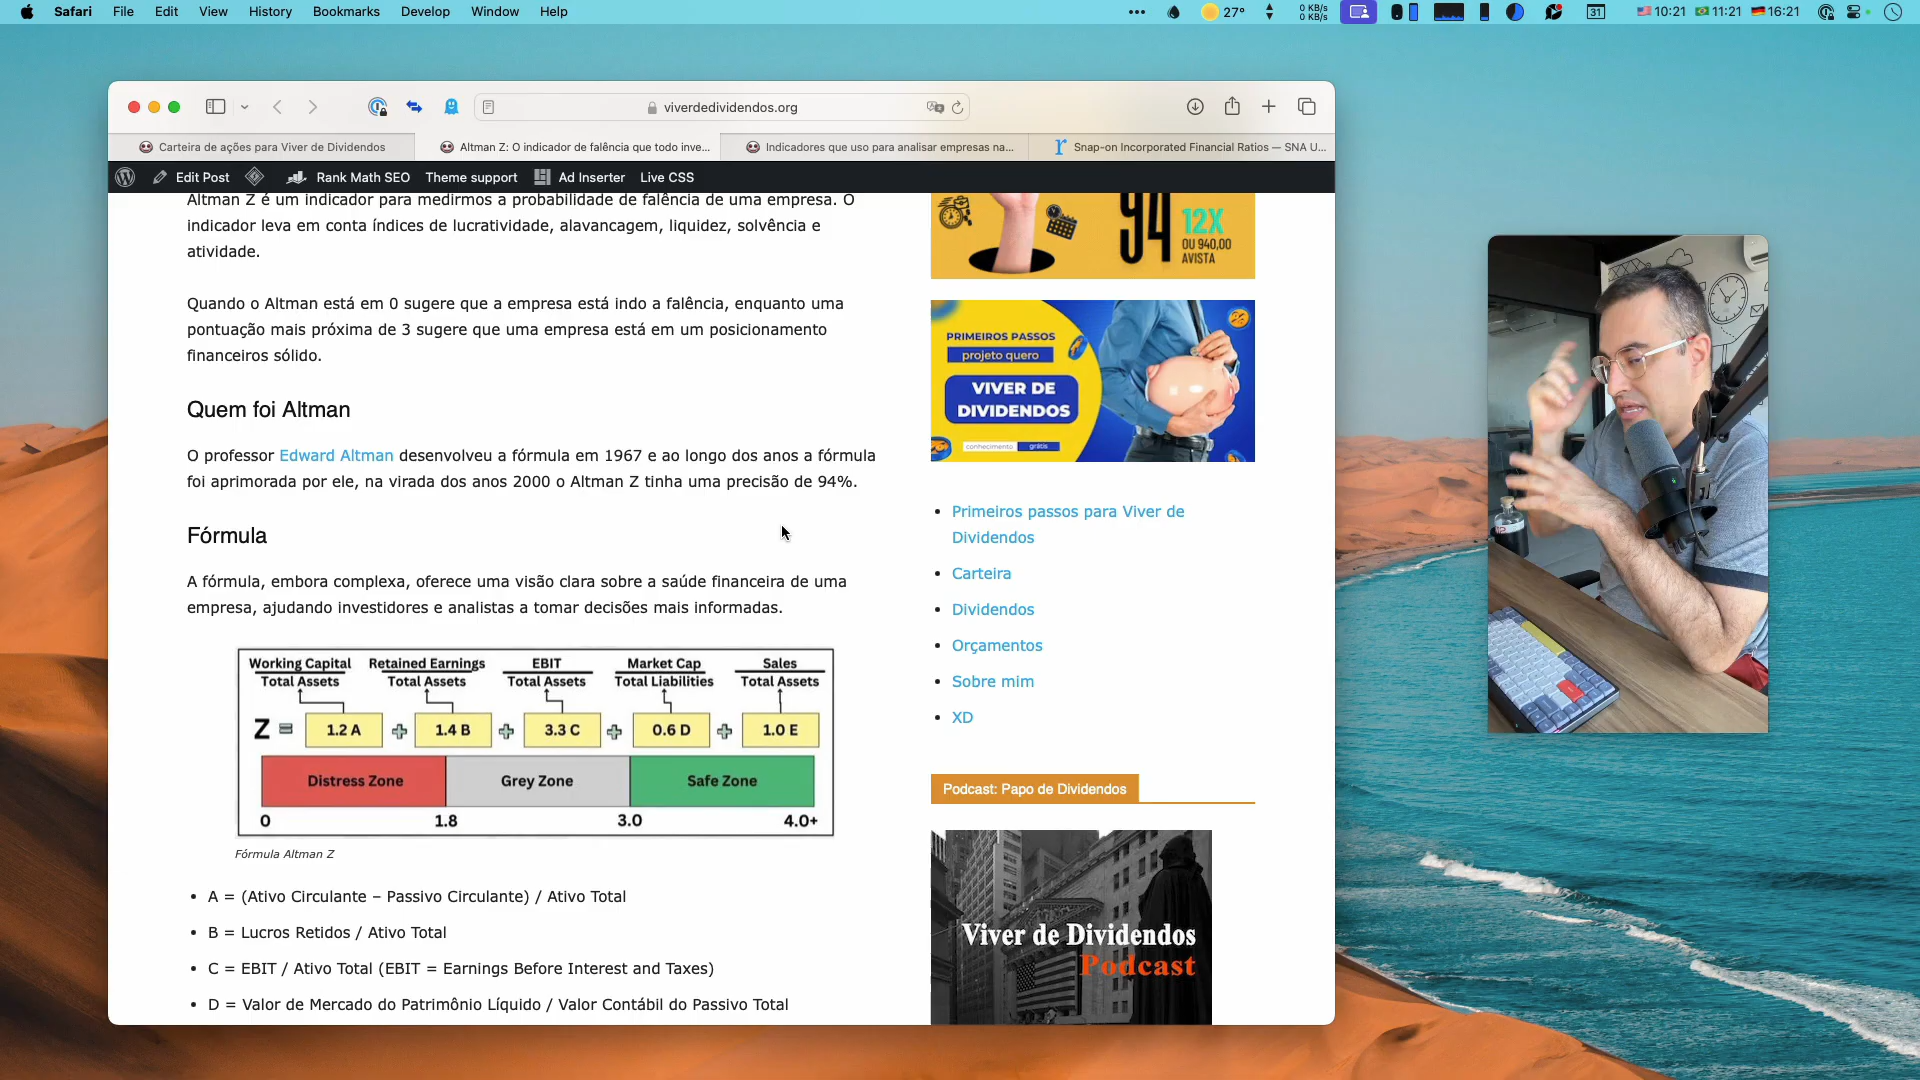 Safari File Edit View History Bookmarks Develop Window Help
27°
0 KB/s
0 KB/s
31
10:21 11:21 16:21
viverdedividendos.org
Carteira de ações para Viver de Dividendos
Altman Z: O indicador de falência que todo inve...
Indicadores que uso para analisar empresas na...
Snap-on Incorporated Financial Ratios — SNA U...
Edit Post Rank Math SEO Theme support Ad Inserter Live CSS
Altman Z é um indicador para medirmos a probabilidade de falência de uma empresa. O
indicador leva em conta índices de lucratividade, alavancagem, liquidez, solvência e
atividade.
Quando o Altman está em 0 sugere que a empresa está indo a falência, enquanto uma
pontuação mais próxima de 3 sugere que uma empresa está em um posicionamento
financeiros sólido.
Quem foi Altman
O professor Edward Altman desenvolveu a fórmula em 1967 e ao longo dos anos a fórmula
foi aprimorada por ele, na virada dos anos 2000 o Altman Z tinha uma precisão de 94%.
Fórmula
A fórmula, embora complexa, oferece uma visão clara sobre a saúde financeira de uma
empresa, ajudando investidores e analistas a tomar decisões mais informadas.
Working Capital Retained Earnings EBIT Market Cap Sales
Total Assets Total Assets Total Assets Total Liabilities Total Assets
Z = 1.2 A + 1.4 B + 3.3 C + 0.6 D + 1.0 E
Distress Zone Grey Zone Safe Zone
0 1.8 3.0 4.0+
Fórmula Altman Z
• A = (Ativo Circulante – Passivo Circulante) / Ativo Total
• B = Lucros Retidos / Ativo Total
• C = EBIT / Ativo Total (EBIT = Earnings Before Interest and Taxes)
• D = Valor de Mercado do Patrimônio Líquido / Valor Contábil do Passivo Total
94
12X
OU 940,00
AVISTA
PRIMEIROS PASSOS
projeto quero
VIVER DE
DIVIDENDOS
conhecimento grátis
• Primeiros passos para Viver de
Dividendos
• Carteira
• Dividendos
• Orçamentos
• Sobre mim
• XD
Podcast: Papo de Dividendos
Viver de Dividendos
Podcast